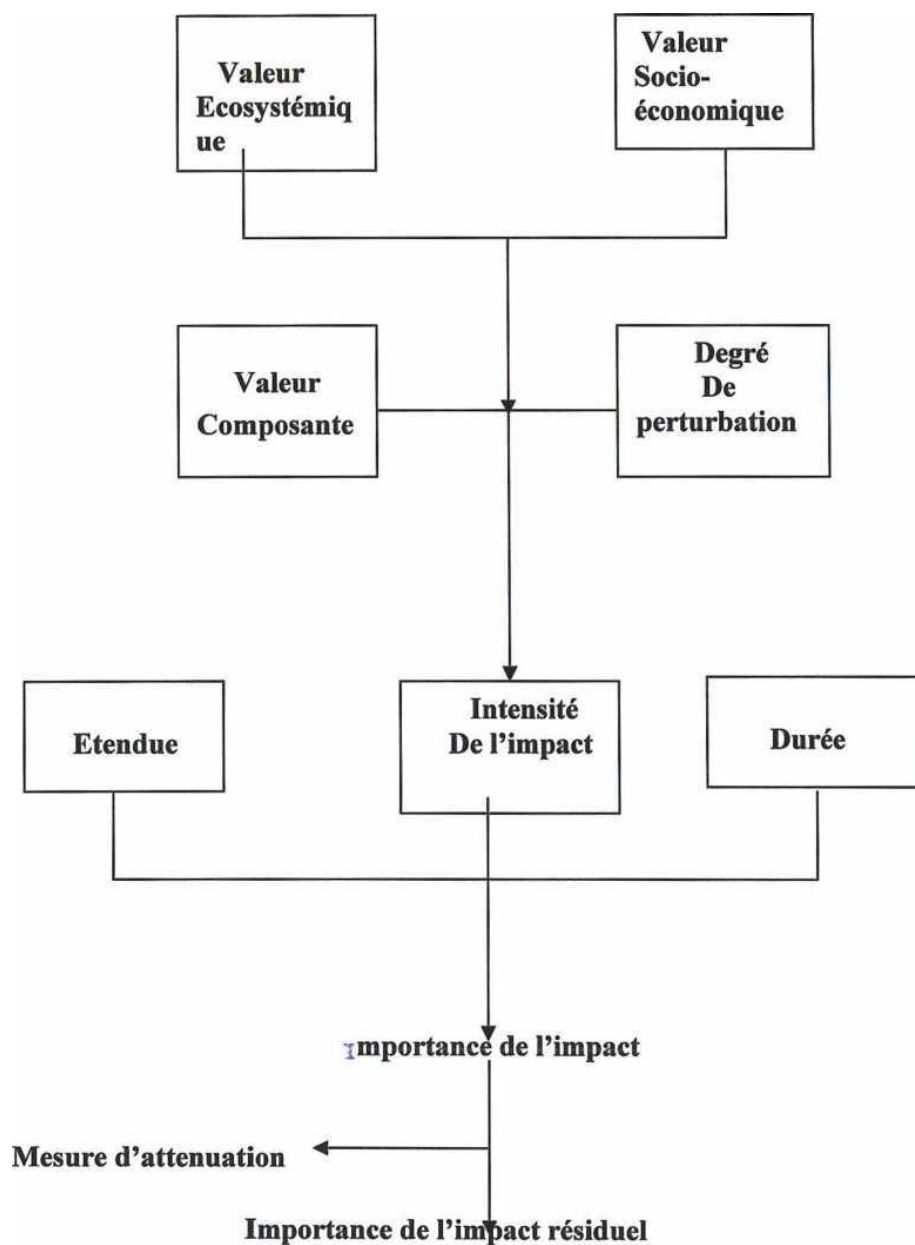 Valeur
Ecosystémiq
ue
Valeur
Socio-
économique
Valeur
Composante
Degré
De
perturbation
Etendue
Intensité
De l'impact
Durée
Importance de l'impact
Mesure d'attenuation
Importance de l'impact résiduel